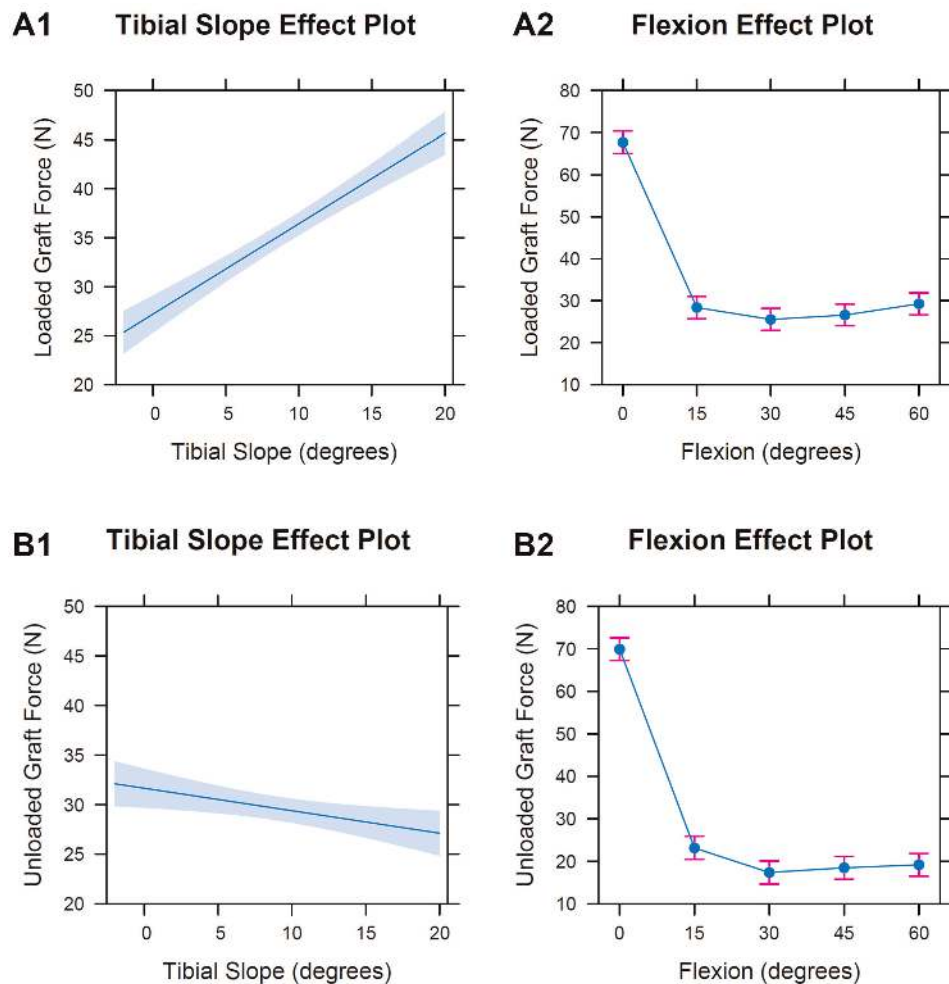 A1 Tibial Slope Effect Plot
50
45
40
35
30
25
20
Loaded Graft Force (N)
0 5 10 15 20
Tibial Slope (degrees)
A2 Flexion Effect Plot
80
70
60
50
40
30
20
10
Loaded Graft Force (N)
0 15 30 45 60
Flexion (degrees)
B1 Tibial Slope Effect Plot
50
45
40
35
30
25
20
Unloaded Graft Force (N)
0 5 10 15 20
Tibial Slope (degrees)
B2 Flexion Effect Plot
80
70
60
50
40
30
20
10
Unloaded Graft Force (N)
0 15 30 45 60
Flexion (degrees)